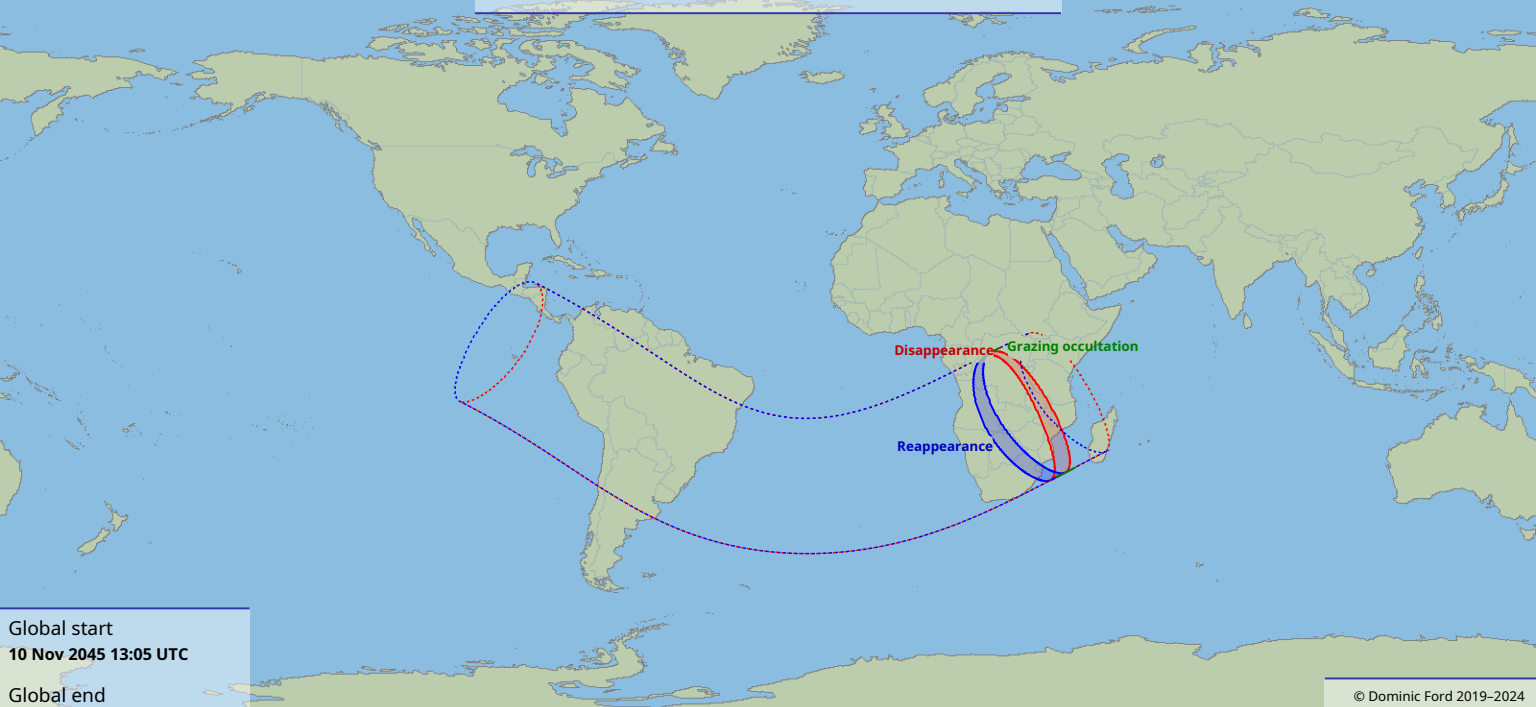 Disappearance
Grazing occultation
Reappearance
Global start
10 Nov 2045 13:05 UTC
Global end
© Dominic Ford 2019–2024